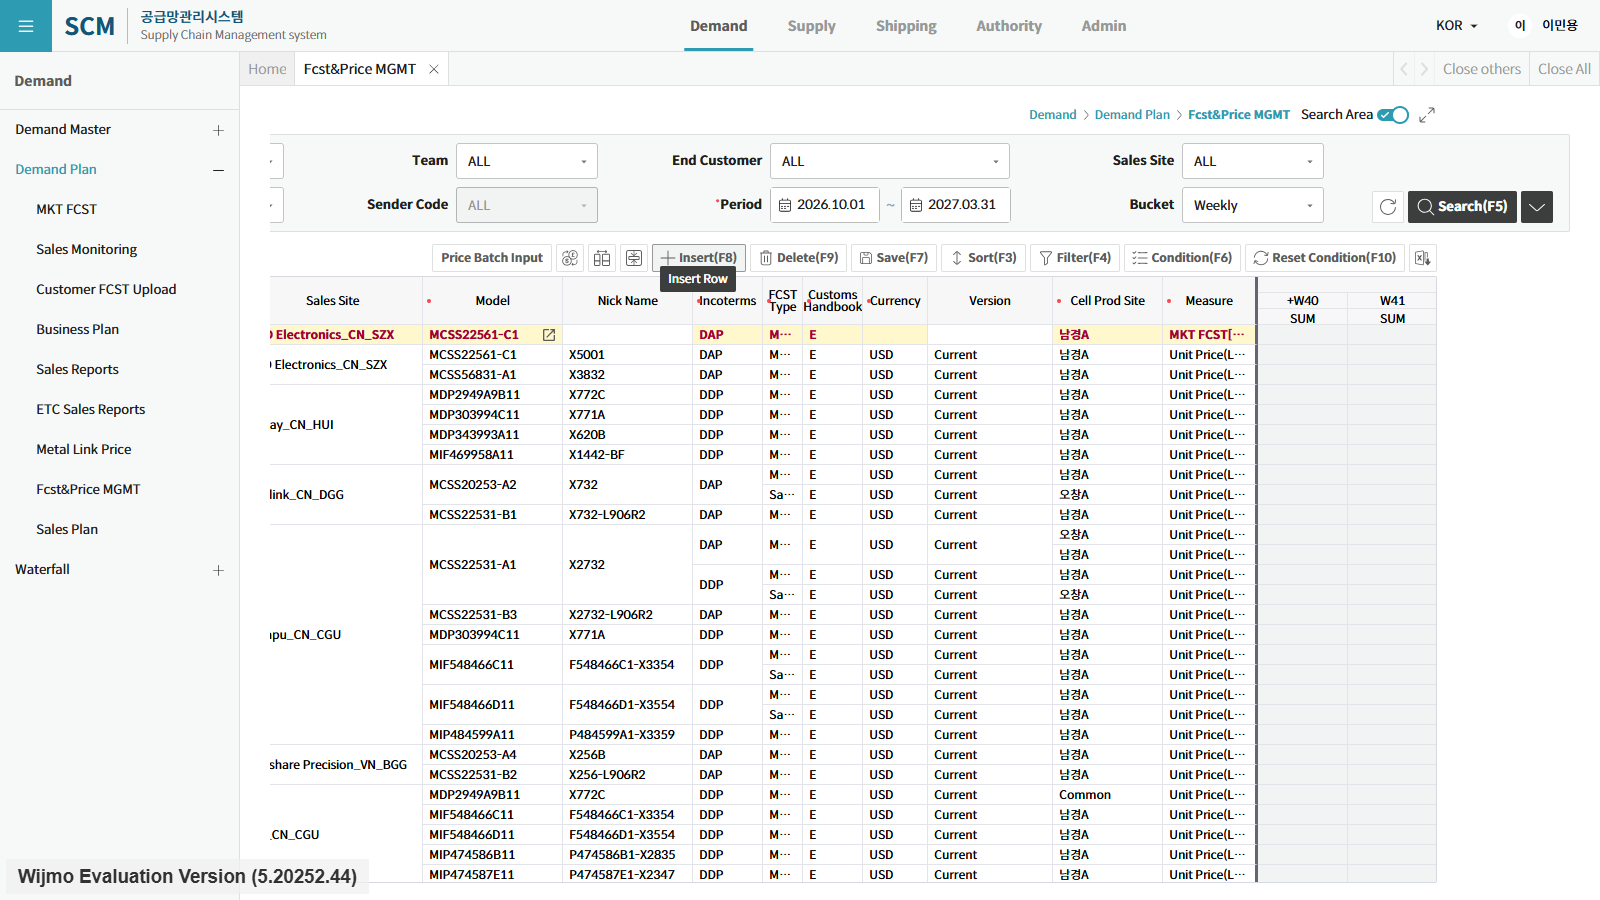 SCM 공급망관리시스템
Supply Chain Management system
Demand Supply Shipping Authority Admin
KOR 이 이민용
Demand
Home Fcst&Price MGMT
Close others Close All
Demand Master
Demand Plan
MKT FCST
Sales Monitoring
Customer FCST Upload
Business Plan
Sales Reports
ETC Sales Reports
Metal Link Price
Fcst&Price MGMT
Sales Plan
Waterfall
Demand > Demand Plan > Fcst&Price MGMT Search Area
Team ALL End Customer ALL Sales Site ALL
Sender Code ALL *Period 2026.10.01 ~ 2027.03.31 Bucket Weekly Search(F5)
Price Batch Input Insert(F8) Delete(F9) Save(F7) Sort(F3) Filter(F4) Condition(F6) Reset Condition(F10)
Insert Row
Sales Site Model Nick Name Incoterms FCST Type Customs Handbook Currency Version Cell Prod Site Measure +W40 W41
SUM SUM
Electronics_CN_SZX MCSS22561-C1 DAP M··· E 남경A MKT FCST[···
Electronics_CN_SZX
MCSS22561-C1 X5001 DAP M··· E USD Current 남경A Unit Price(L···
MCSS56831-A1 X3832 DAP M··· E USD Current 남경A Unit Price(L···
ay_CN_HUI
MDP2949A9B11 X772C DDP M··· E USD Current 남경A Unit Price(L···
MDP303994C11 X771A DDP M··· E USD Current 남경A Unit Price(L···
MDP343993A11 X620B DDP M··· E USD Current 남경A Unit Price(L···
MIF469958A11 X1442-BF DDP M··· E USD Current 남경A Unit Price(L···
link_CN_DGG
MCSS20253-A2 X732 DAP M··· E USD Current 남경A Unit Price(L···
Sa··· E USD Current 오창A Unit Price(L···
MCSS22531-B1 X732-L906R2 DAP M··· E USD Current 남경A Unit Price(L···
pu_CN_CGU
MCSS22531-A1 X2732 DAP M··· E USD Current 오창A Unit Price(L···
남경A Unit Price(L···
DDP M··· E USD Current 남경A Unit Price(L···
Sa··· E USD Current 오창A Unit Price(L···
MCSS22531-B3 X2732-L906R2 DAP M··· E USD Current 남경A Unit Price(L···
MDP303994C11 X771A DDP M··· E USD Current 남경A Unit Price(L···
MIF548466C11 F548466C1-X3354 DDP M··· E USD Current 남경A Unit Price(L···
Sa··· E USD Current 남경A Unit Price(L···
MIF548466D11 F548466D1-X3554 DDP M··· E USD Current 남경A Unit Price(L···
Sa··· E USD Current 남경A Unit Price(L···
MIP484599A11 P484599A1-X3359 DDP M··· E USD Current 남경A Unit Price(L···
share Precision_VN_BGG
MCSS20253-A4 X256B DAP M··· E USD Current 남경A Unit Price(L···
MCSS22531-B2 X256-L906R2 DAP M··· E USD Current 남경A Unit Price(L···
_CN_CGU
MDP2949A9B11 X772C DDP M··· E USD Current Common Unit Price(L···
MIF548466C11 F548466C1-X3354 DDP M··· E USD Current 남경A Unit Price(L···
MIF548466D11 F548466D1-X3554 DDP M··· E USD Current 남경A Unit Price(L···
MIP474586B11 P474586B1-X2835 DDP M··· E USD Current 남경A Unit Price(L···
MIP474587E11 P474587E1-X2347 DDP M··· E USD Current 남경A Unit Price(L···
Wijmo Evaluation Version (5.20252.44)